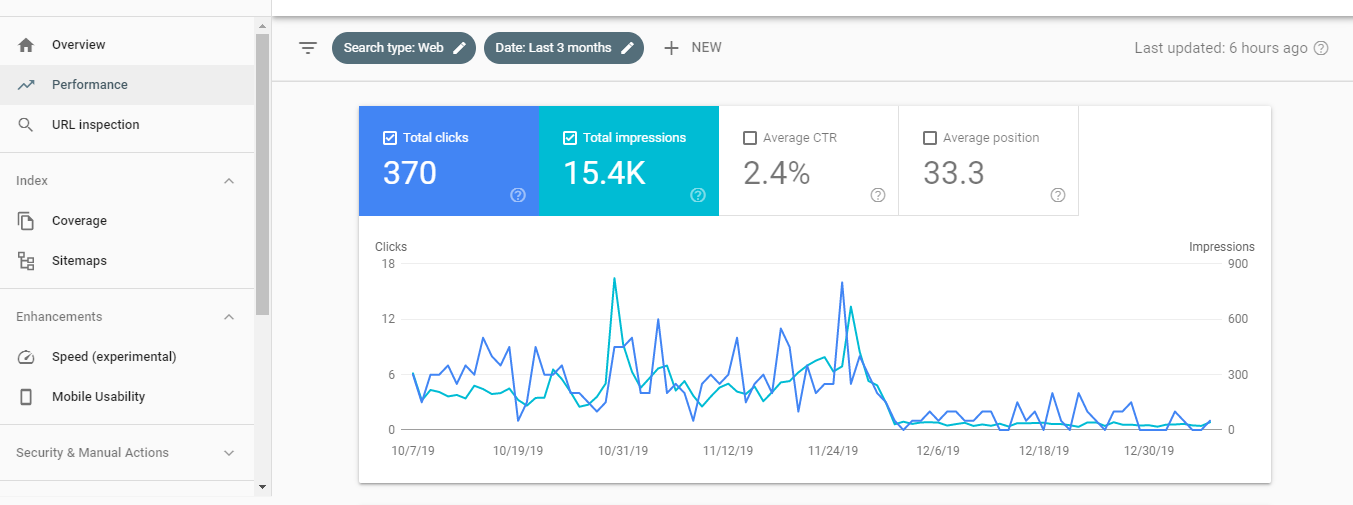 Overview
Performance
URL inspection
Index
Coverage
Sitemaps
Enhancements
Speed (experimental)
Mobile Usability
Security & Manual Actions
Search type: Web
Date: Last 3 months
NEW
Last updated: 6 hours ago
Total clicks
370
Total impressions
15.4K
Average CTR
2.4%
Average position
33.3
Clicks
Impressions
18
900
12
600
6
300
0
0
10/7/19 10/19/19 10/31/19 11/12/19 11/24/19 12/6/19 12/18/19 12/30/19